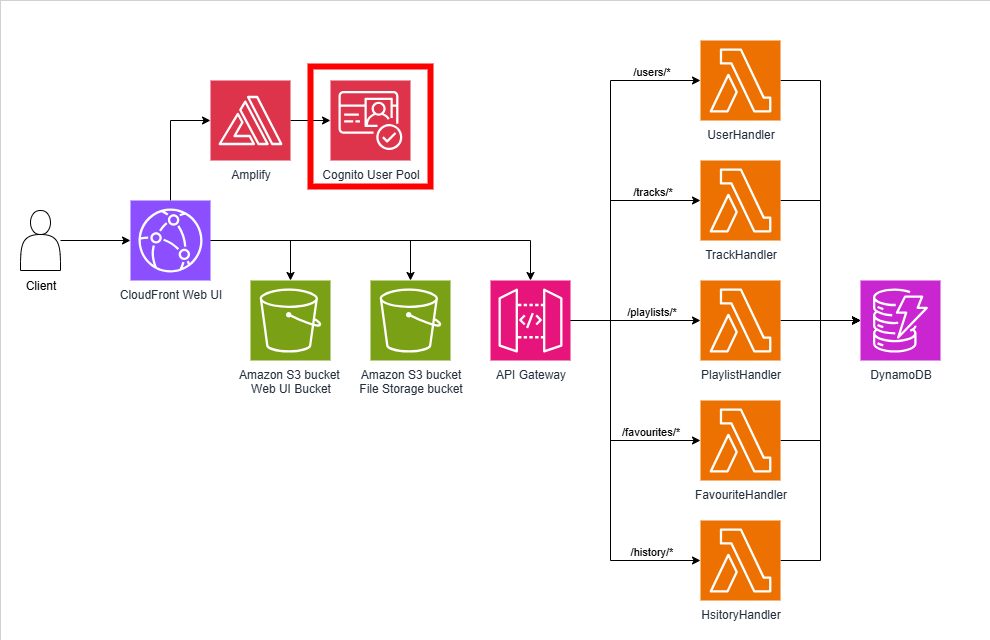 /users/*
UserHandler
Amplify
Cognito User Pool
/tracks/*
TrackHandler
Client
CloudFront Web UI
Amazon S3 bucket
Web UI Bucket
Amazon S3 bucket
File Storage bucket
API Gateway
/playlists/*
PlaylistHandler
DynamoDB
/favourites/*
FavouriteHandler
/history/*
HsitoryHandler